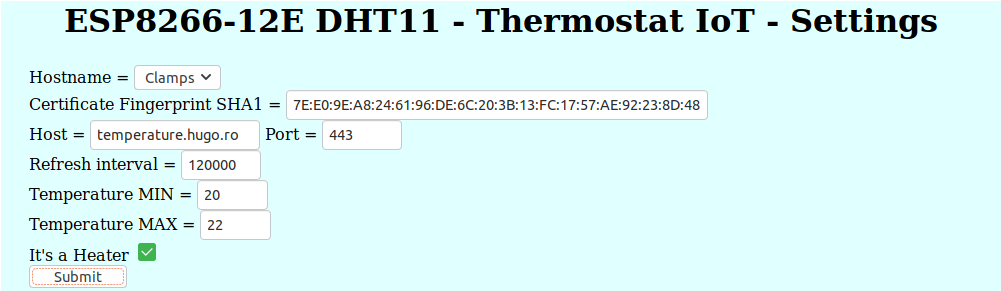 ESP8266-12E DHT11 - Thermostat IoT - Settings
Hostname = Clamps
Certificate Fingerprint SHA1 = 7E:E0:9E:A8:24:61:96:DE:6C:20:3B:13:FC:17:57:AE:92:23:8D:48
Host = temperature.hugo.ro Port = 443
Refresh interval = 120000
Temperature MIN = 20
Temperature MAX = 22
It's a Heater
Submit